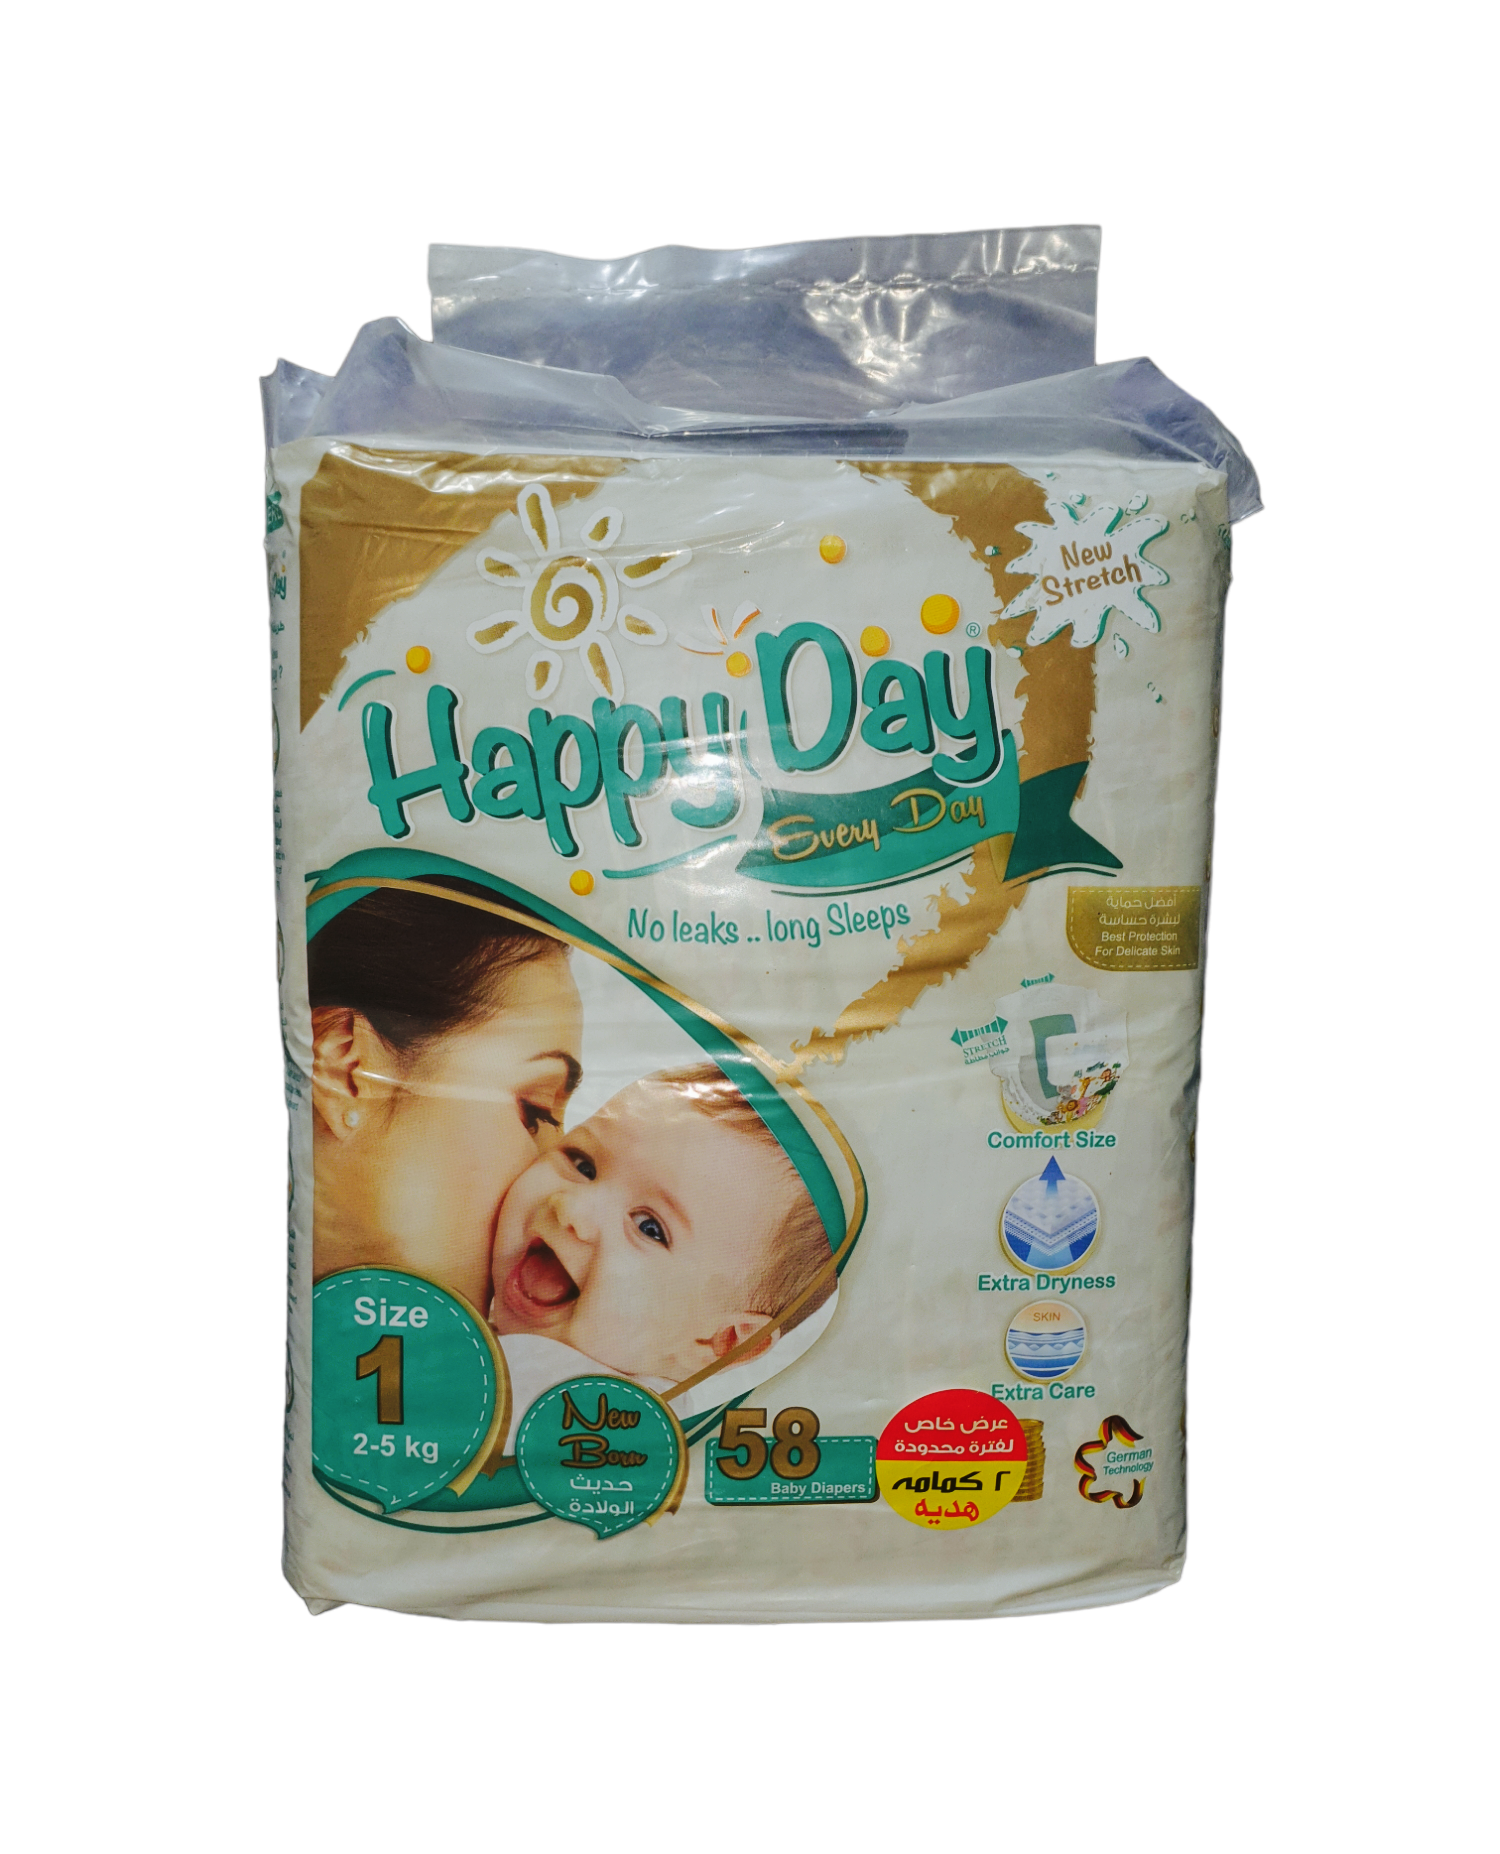 New
Stretch
Happy Day ®
Every Day
No leaks .. long Sleeps
أفضل حماية
لبشرة حساسة
Best Protection
For Delicate Skin
STRETCH
Comfort Size
Extra Dryness
SKIN
Extra Care
Size
1
2-5 kg
New
Born
حديث
الولادة
58
Baby Diapers
عرض خاص
لفترة محدودة
٢ كمامه
هديه
German
Technology